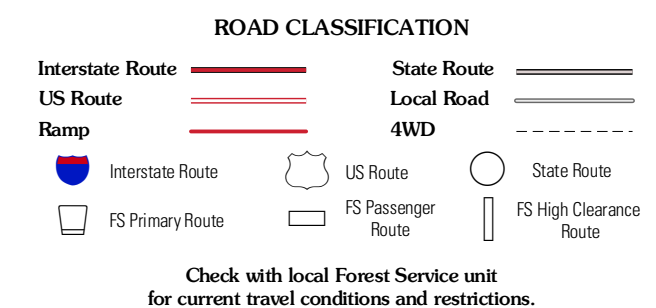 ROAD CLASSIFICATION
Interstate Route
State Route
US Route
Local Road
Ramp
4WD
Interstate Route
US Route
State Route
FS Primary Route
FS Passenger
Route
FS High Clearance
Route
Check with local Forest Service unit
for current travel conditions and restrictions.